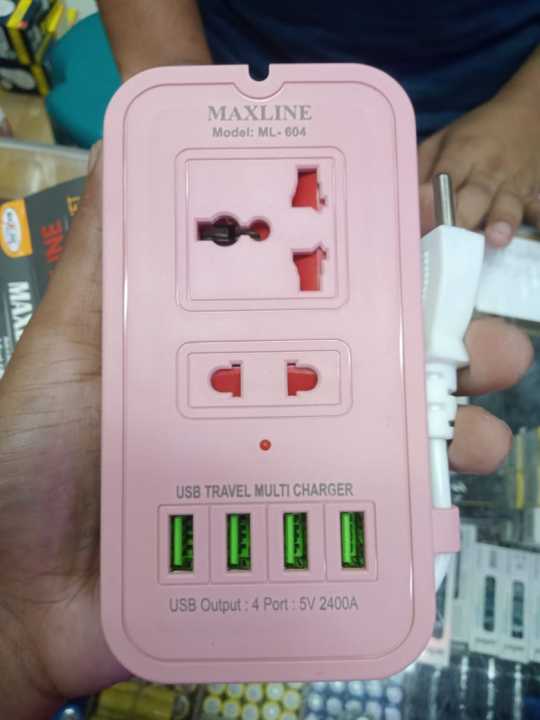 MAXLINE
Model: ML- 604
USB TRAVEL MULTI CHARGER
USB Output : 4 Port : 5V 2400A